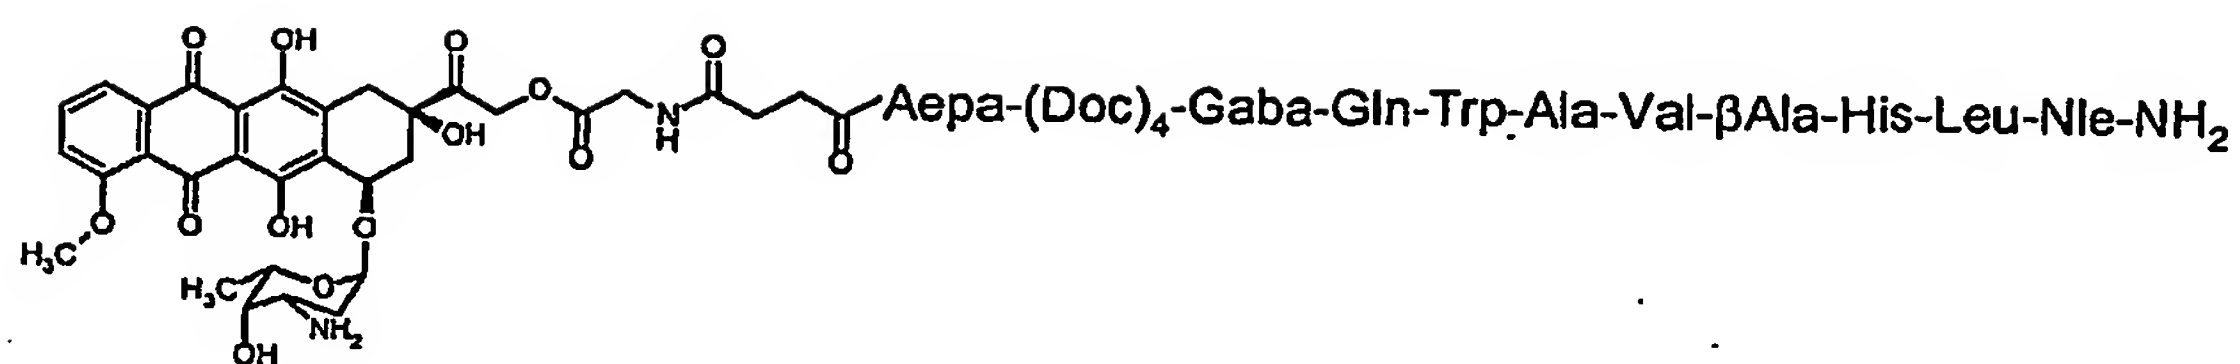 O OH O O
O O NH O Aepa-(Doc)₄-Gaba-Gln-Trp-Ala-Val-βAla-His-Leu-Nle-NH₂
OH
O O OH O
H₃C
H₃C O
NH₂
OH